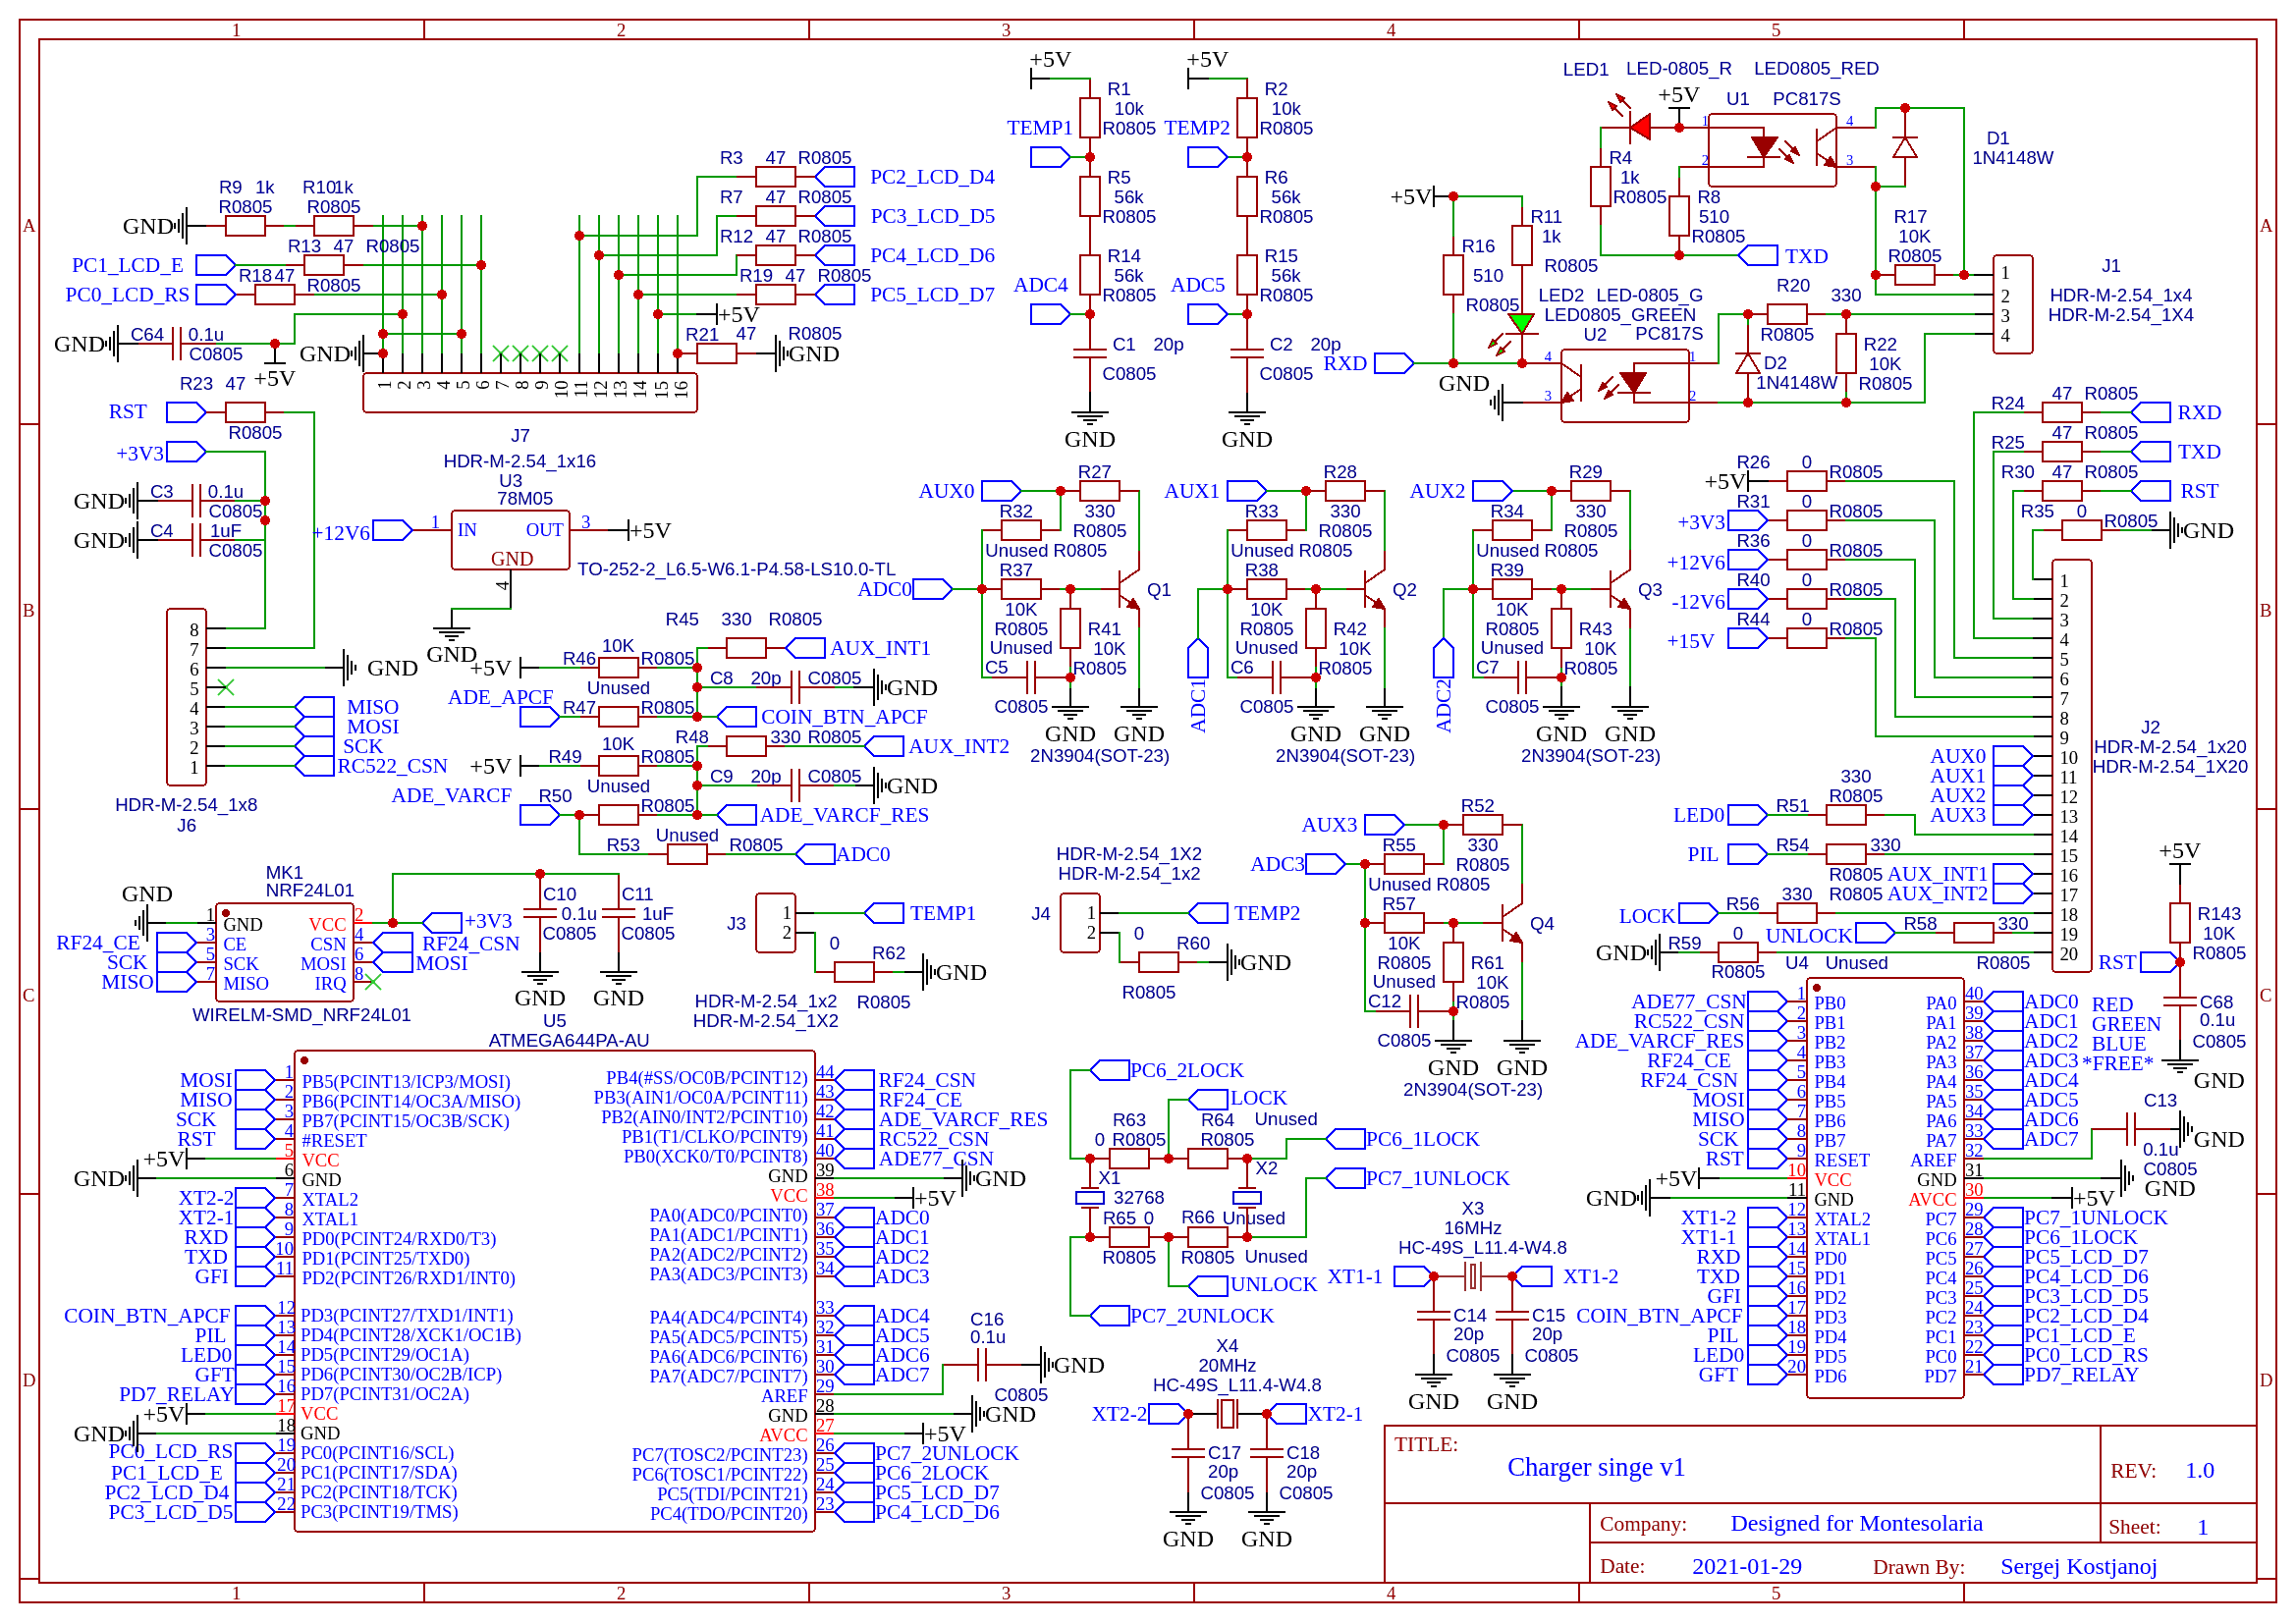 1 2 3 4 5
A B C D
+5V
R1
10k
R0805
TEMP1
R5
56k
R0805
R14
56k
R0805
ADC4
C1 20p
C0805
GND
+5V
R2
10k
R0805
TEMP2
R6
56k
R0805
R15
56k
R0805
ADC5
C2 20p
C0805
GND
LED1 LED-0805_R LED0805_RED
+5V
U1 PC817S
1
2
4
3
D1
1N4148W
R4
1k
R0805
R8
510
R0805
TXD
R17
10K
R0805
J1
1
2
3
4
HDR-M-2.54_1x4
HDR-M-2.54_1X4
+5V
R11
1k
R0805
R16
510
R0805
LED2 LED-0805_G
LED0805_GREEN
U2 PC817S
RXD
GND
4
3
1
2
R20
330
R0805
D2
1N4148W
R22
10K
R0805
R9 1k
R0805
R10 1k
R0805
GND
R13 47 R0805
PC1_LCD_E
R18 47
R0805
PC0_LCD_RS
C64 0.1u
C0805
GND
+5V
GND
R3 47 R0805
PC2_LCD_D4
R7 47 R0805
PC3_LCD_D5
R12 47 R0805
PC4_LCD_D6
R19 47 R0805
PC5_LCD_D7
+5V
R21 47 R0805
GND
1 2 3 4 5 6 7 8 9 10 11 12 13 14 15 16
J7
HDR-M-2.54_1x16
R23 47
RST
R0805
+3V3
C3 0.1u
C0805
GND
C4 1uF
C0805
GND
U3
78M05
+12V6
1 IN
OUT 3
GND
4
+5V
TO-252-2_L6.5-W6.1-P4.58-LS10.0-TL
GND
8
7
6
5
4
3
2
1
GND
MISO
MOSI
SCK
RC522_CSN
HDR-M-2.54_1x8
J6
R45 330 R0805
AUX_INT1
10K
R46 R0805
+5V
Unused
C8 20p C0805
GND
ADE_APCF
R47 R0805
COIN_BTN_APCF
R48 330 R0805
AUX_INT2
10K
R49 R0805
+5V
Unused
C9 20p C0805
GND
ADE_VARCF
R50 R0805
ADE_VARCF_RES
Unused
R53 R0805
ADC0
AUX0
R27
330
R0805
R32
Unused R0805
ADC0
R37
10K
R0805
Unused
C5
C0805
R41
10K
R0805
Q1
GND GND
2N3904(SOT-23)
AUX1
R28
330
R0805
R33
Unused R0805
ADC1
R38
10K
R0805
Unused
C6
C0805
R42
10K
R0805
Q2
GND GND
2N3904(SOT-23)
AUX2
R29
330
R0805
R34
Unused R0805
ADC2
R39
10K
R0805
Unused
C7
C0805
R43
10K
R0805
Q3
GND GND
2N3904(SOT-23)
AUX3
R52
330
R0805
R55
Unused R0805
ADC3
R57
10K
R0805
Unused
C12
C0805
R61
10K
R0805
Q4
GND GND
2N3904(SOT-23)
R24 47 R0805
RXD
R25 47 R0805
TXD
R30 47 R0805
RST
R35 0 R0805
GND
R26 0 R0805
+5V
R31 0 R0805
+3V3
R36 0 R0805
+12V6
R40 0 R0805
-12V6
R44 0 R0805
+15V
1
2
3
4
5
6
7
8
9
10
11
12
13
14
15
16
17
18
19
20
J2
HDR-M-2.54_1x20
HDR-M-2.54_1X20
AUX0
AUX1
AUX2
AUX3
330
LED0 R51 R0805
PIL R54 330
R0805 AUX_INT1
R0805 AUX_INT2
LOCK R56 330
UNLOCK R58 330
R0805
GND R59 0
R0805
+5V
R143
10K
R0805
RST
C68
0.1u
C0805
GND
MK1
NRF24L01
GND
1 GND
3 CE
5 SCK
7 MISO
VCC 2
CSN 4
MOSI 6
IRQ 8
RF24_CE
SCK
MISO
+3V3
RF24_CSN
MOSI
WIRELM-SMD_NRF24L01
C10
0.1u
C0805
GND
C11
1uF
C0805
GND
J3
1
2
TEMP1
0
R62
R0805
GND
HDR-M-2.54_1x2
HDR-M-2.54_1X2
HDR-M-2.54_1X2
HDR-M-2.54_1x2
J4
1
2
TEMP2
0
R60
R0805
GND
U5
ATMEGA644PA-AU
MOSI 1 PB5(PCINT13/ICP3/MOSI)
MISO 2 PB6(PCINT14/OC3A/MISO)
SCK 3 PB7(PCINT15/OC3B/SCK)
RST 4 #RESET
+5V 5 VCC
GND 6 GND
XT2-2 7 XTAL2
XT2-1 8 XTAL1
RXD 9 PD0(PCINT24/RXD0/T3)
TXD 10 PD1(PCINT25/TXD0)
GFI 11 PD2(PCINT26/RXD1/INT0)
COIN_BTN_APCF 12 PD3(PCINT27/TXD1/INT1)
PIL 13 PD4(PCINT28/XCK1/OC1B)
LED0 14 PD5(PCINT29/OC1A)
GFT 15 PD6(PCINT30/OC2B/ICP)
PD7_RELAY 16 PD7(PCINT31/OC2A)
+5V 17 VCC
GND 18 GND
PC0_LCD_RS 19 PC0(PCINT16/SCL)
PC1_LCD_E 20 PC1(PCINT17/SDA)
PC2_LCD_D4 21 PC2(PCINT18/TCK)
PC3_LCD_D5 22 PC3(PCINT19/TMS)
PB4(#SS/OC0B/PCINT12) 44 RF24_CSN
PB3(AIN1/OC0A/PCINT11) 43 RF24_CE
PB2(AIN0/INT2/PCINT10) 42 ADE_VARCF_RES
PB1(T1/CLKO/PCINT9) 41 RC522_CSN
PB0(XCK0/T0/PCINT8) 40 ADE77_CSN
GND 39 GND
VCC 38 +5V
PA0(ADC0/PCINT0) 37 ADC0
PA1(ADC1/PCINT1) 36 ADC1
PA2(ADC2/PCINT2) 35 ADC2
PA3(ADC3/PCINT3) 34 ADC3
PA4(ADC4/PCINT4) 33 ADC4
PA5(ADC5/PCINT5) 32 ADC5
PA6(ADC6/PCINT6) 31 ADC6
PA7(ADC7/PCINT7) 30 ADC7
AREF 29
GND 28 GND
AVCC 27 +5V
PC7(TOSC2/PCINT23) 26 PC7_2UNLOCK
PC6(TOSC1/PCINT22) 25 PC6_2LOCK
PC5(TDI/PCINT21) 24 PC5_LCD_D7
PC4(TDO/PCINT20) 23 PC4_LCD_D6
C16
0.1u
C0805
GND
PC6_2LOCK
LOCK
R63
0 R0805
R64
R0805
Unused
PC6_1LOCK
X1
32768
X2
Unused
PC7_1UNLOCK
R65 0
R0805
R66
R0805 Unused
UNLOCK
PC7_2UNLOCK
X3
16MHz
HC-49S_L11.4-W4.8
XT1-1 XT1-2
C14
20p
C0805
GND
C15
20p
C0805
GND
X4
20MHz
HC-49S_L11.4-W4.8
XT2-2 XT2-1
C17
20p
C0805
GND
C18
20p
C0805
GND
U4 Unused
ADE77_CSN 1 PB0
RC522_CSN 2 PB1
ADE_VARCF_RES 3 PB2
RF24_CE 4 PB3
RF24_CSN 5 PB4
MOSI 6 PB5
MISO 7 PB6
SCK 8 PB7
RST 9 RESET
+5V 10 VCC
GND 11 GND
XT1-2 12 XTAL2
XT1-1 13 XTAL1
RXD 14 PD0
TXD 15 PD1
GFI 16 PD2
COIN_BTN_APCF 17 PD3
PIL 18 PD4
LED0 19 PD5
GFT 20 PD6
PA0 40 ADC0 RED
PA1 39 ADC1 GREEN
PA2 38 ADC2 BLUE
PA3 37 ADC3 *FREE*
PA4 36 ADC4
PA5 35 ADC5
PA6 34 ADC6
PA7 33 ADC7
AREF 32
GND 31 GND
AVCC 30 +5V
PC7 29 PC7_1UNLOCK
PC6 28 PC6_1LOCK
PC5 27 PC5_LCD_D7
PC4 26 PC4_LCD_D6
PC3 25 PC3_LCD_D5
PC2 24 PC2_LCD_D4
PC1 23 PC1_LCD_E
PC0 22 PC0_LCD_RS
PD7 21 PD7_RELAY
C13
0.1u
C0805
GND
TITLE:
Charger singe v1
REV: 1.0
Company: Designed for Montesolaria
Sheet: 1
Date: 2021-01-29
Drawn By: Sergej Kostjanoj
A B C D
1 2 3 4 5